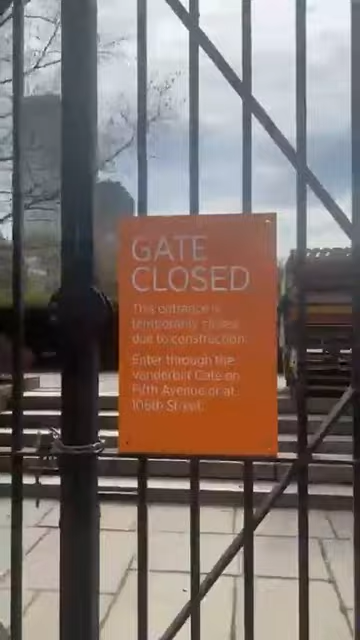 GATE
CLOSED
This entrance is
temporarily closed
due to construction.
Enter through the
Vanderbilt Gate on
Fifth Avenue or at
106th Street.